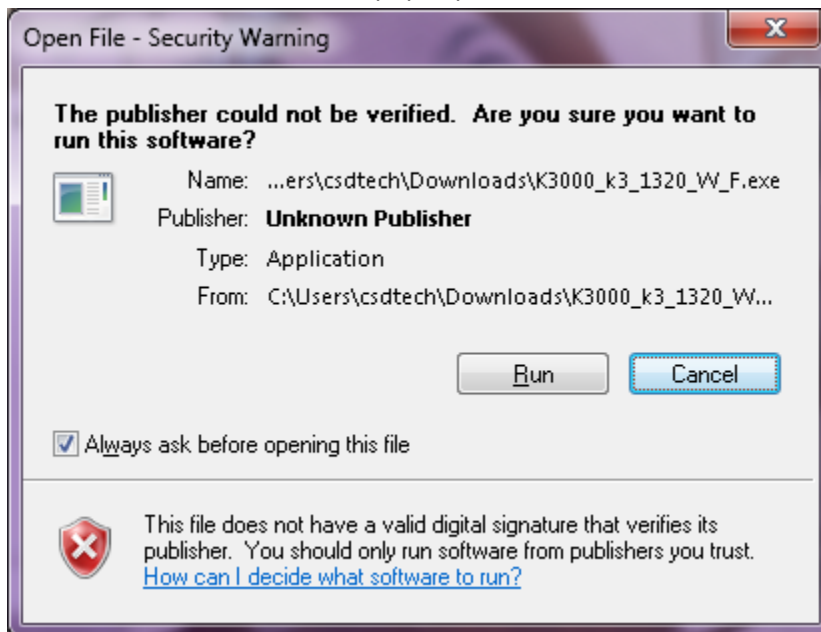 Open File - Security Warning
The publisher could not be verified. Are you sure you want to
run this software?
Name: ...ers\csdtech\Downloads\K3000_k3_1320_W_F.exe
Publisher: Unknown Publisher
Type: Application
From: C:\Users\csdtech\Downloads\K3000_k3_1320_W...
Run Cancel
Always ask before opening this file
This file does not have a valid digital signature that verifies its
publisher. You should only run software from publishers you trust.
How can I decide what software to run?